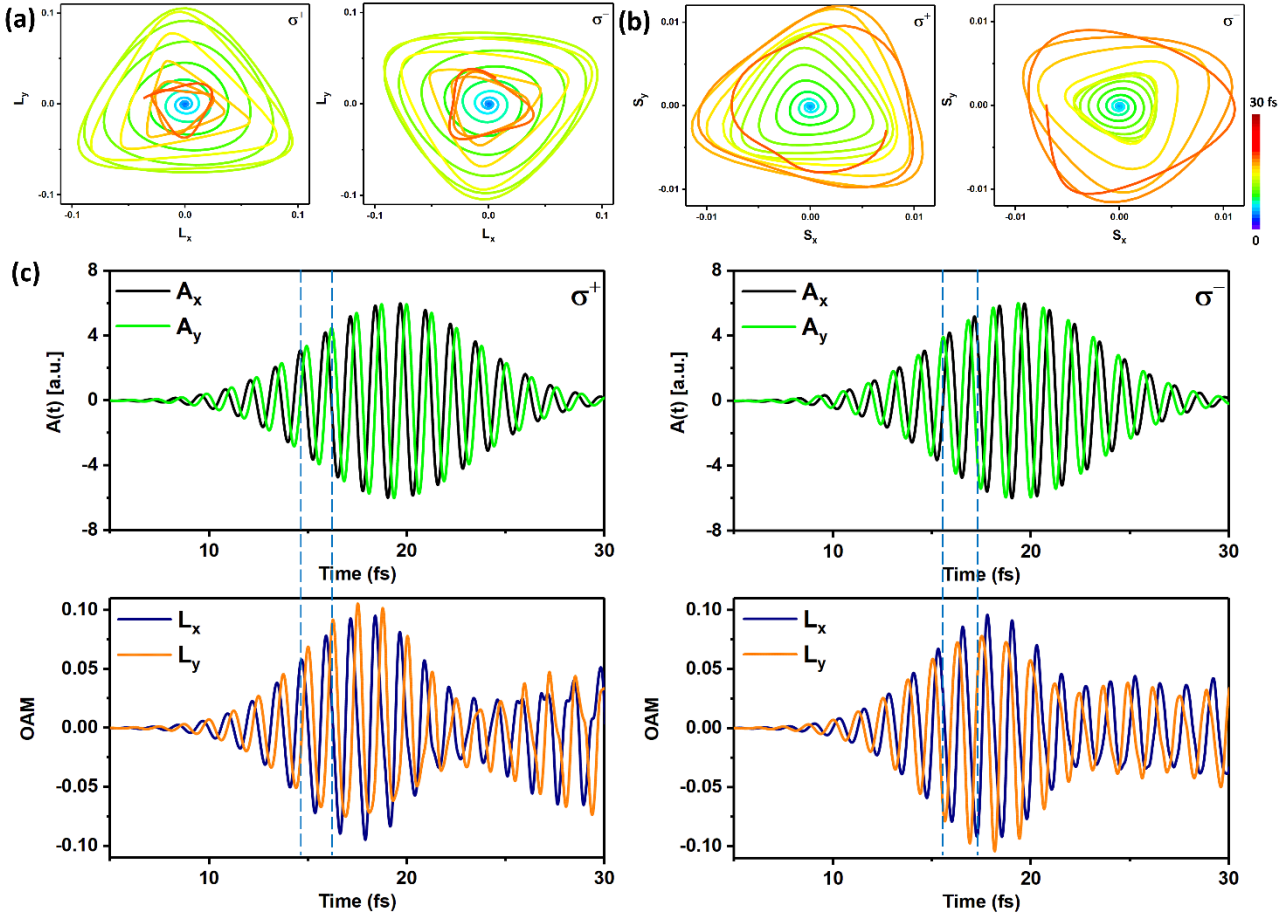 (a)
σ⁺
L_y
0.1
0.0
-0.1
-0.1
0.0
0.1
L_x
σ⁻
L_y
0.1
0.0
-0.1
-0.1
0.0
0.1
L_x
(b)
σ⁺
S_y
0.01
0.00
-0.01
-0.01
0.00
0.01
S_x
σ⁻
S_y
0.01
0.00
-0.01
-0.01
0.00
0.01
S_x
30 fs
0
(c)
A(t) [a.u.]
8
4
0
-4
-8
A_x
A_y
σ⁺
10
20
30
Time (fs)
A(t) [a.u.]
8
4
0
-4
-8
A_x
A_y
σ⁻
10
20
30
Time (fs)
OAM
0.10
0.05
0.00
-0.05
-0.10
L_x
L_y
10
20
30
Time (fs)
OAM
0.10
0.05
0.00
-0.05
-0.10
L_x
L_y
10
20
30
Time (fs)